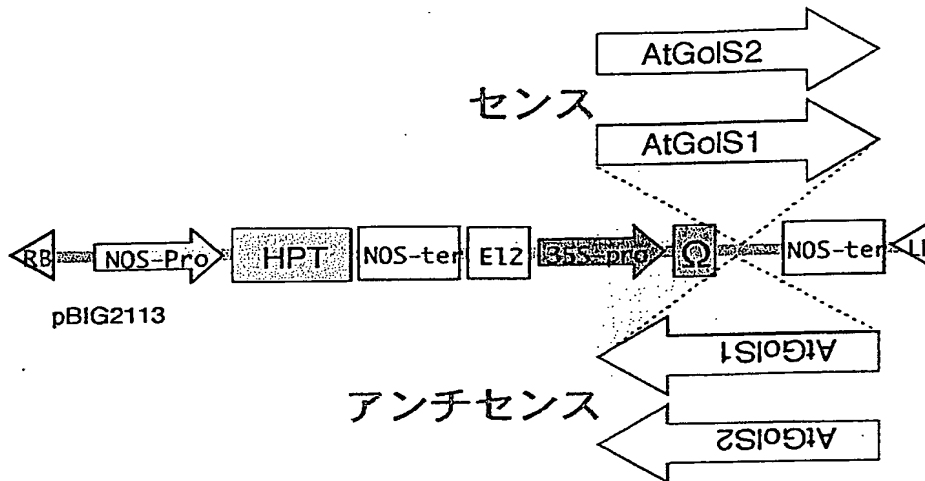 AtGolS2
センス
AtGolS1
RB NOS-Pro HPT NOS-ter El2 35S-pro Ω NOS-ter
pBIG2113
AtGolS1
アンチセンス
AtGolS2